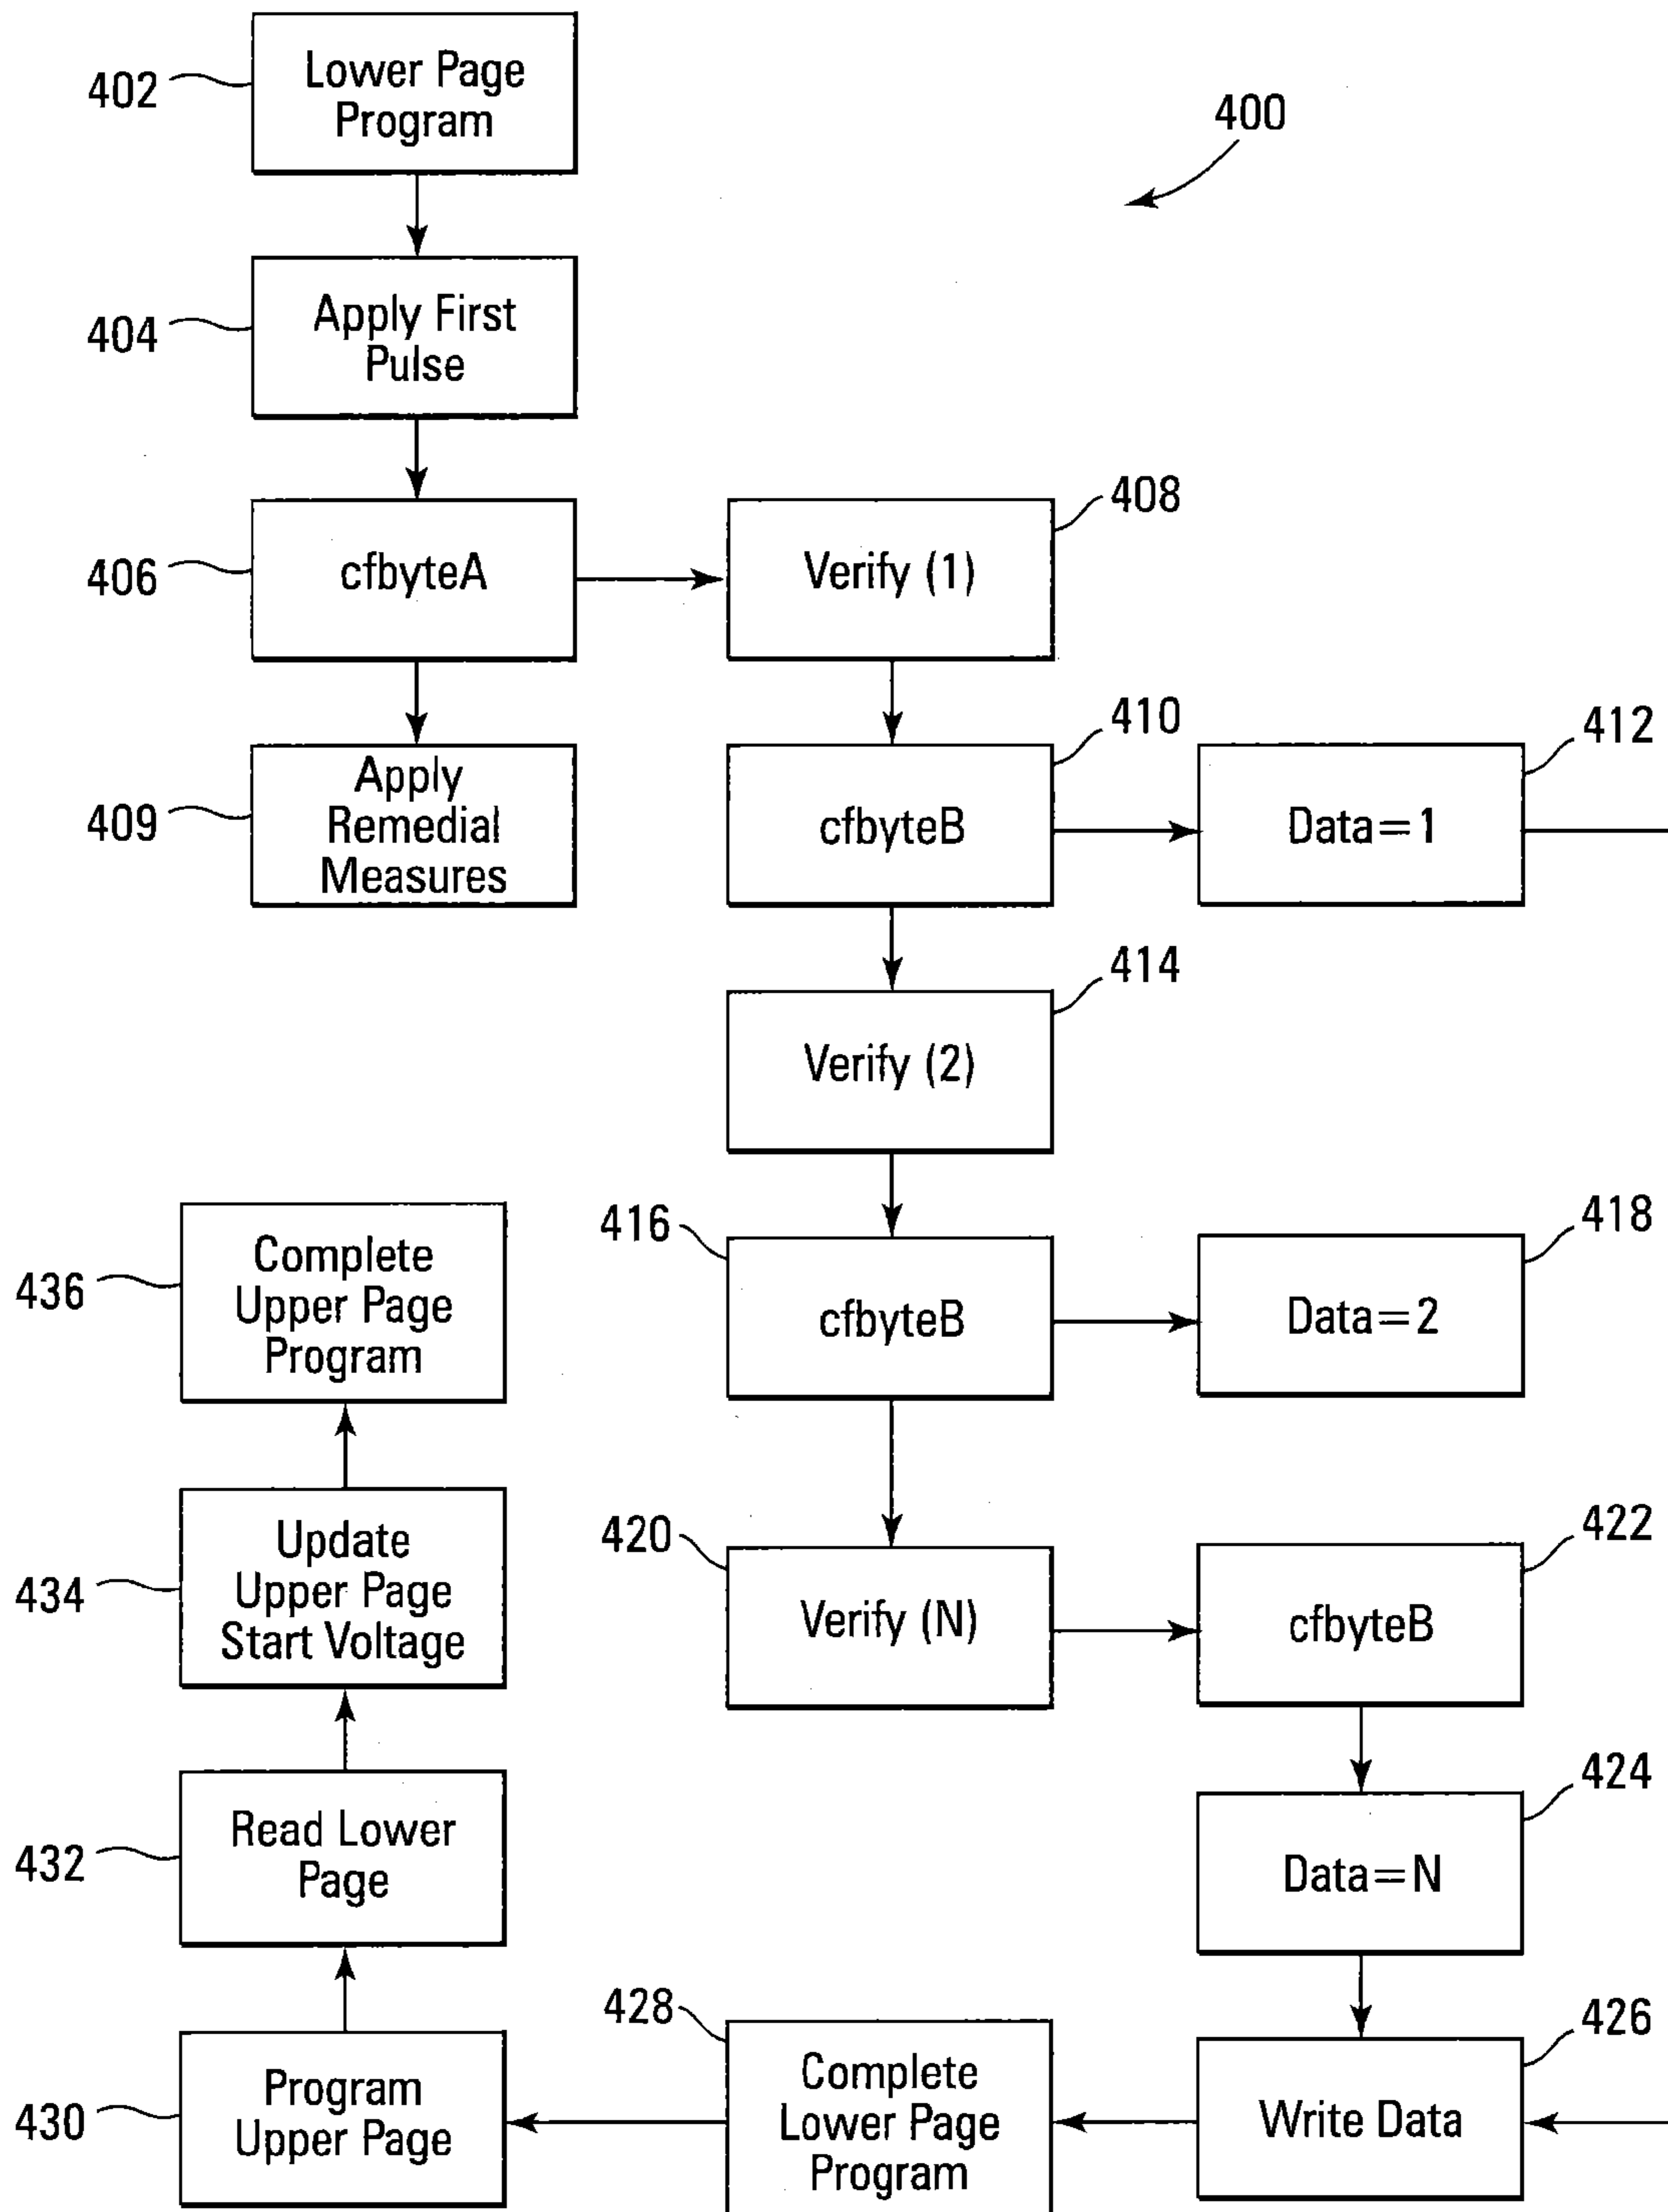 402
Lower Page
Program
400
404
Apply First
Pulse
406
cfbyteA
408
Verify (1)
409
Apply
Remedial
Measures
410
cfbyteB
412
Data=1
414
Verify (2)
416
cfbyteB
418
Data=2
436
Complete
Upper Page
Program
420
Verify (N)
422
cfbyteB
434
Update
Upper Page
Start Voltage
424
Data=N
432
Read Lower
Page
426
Write Data
428
Complete
Lower Page
Program
430
Program
Upper Page